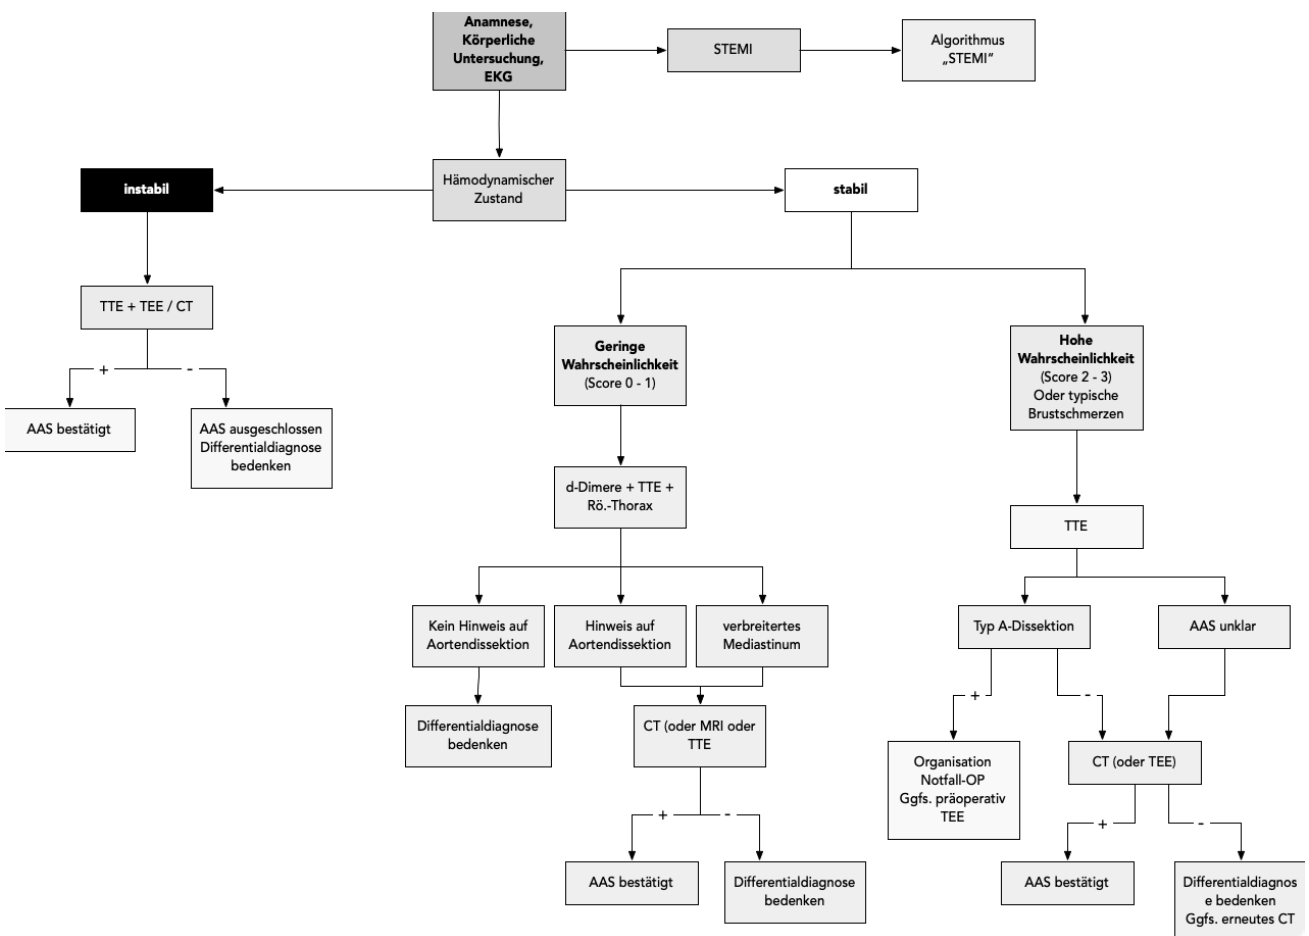 Anamnese,
Körperliche
Untersuchung,
EKG
STEMI
Algorithmus
„STEMI“
instabil
Hämodynamischer
Zustand
stabil
TTE + TEE / CT
+
-
AAS bestätigt
AAS ausgeschlossen
Differentialdiagnose
bedenken
Geringe
Wahrscheinlichkeit
(Score 0 - 1)
Hohe
Wahrscheinlichkeit
(Score 2 - 3)
Oder typische
Brustschmerzen
d-Dimere + TTE +
Rö.-Thorax
TTE
Kein Hinweis auf
Aortendissektion
Hinweis auf
Aortendissektion
verbreitertes
Mediastinum
Typ A-Dissektion
AAS unklar
Differentialdiagnose
bedenken
CT (oder MRI oder
TTE
+
-
Organisation
Notfall-OP
Ggfs. präoperativ
TEE
CT (oder TEE)
+
-
AAS bestätigt
Differentialdiagnose
bedenken
+
-
AAS bestätigt
Differentialdiagnos
e bedenken
Ggfs. erneutes CT